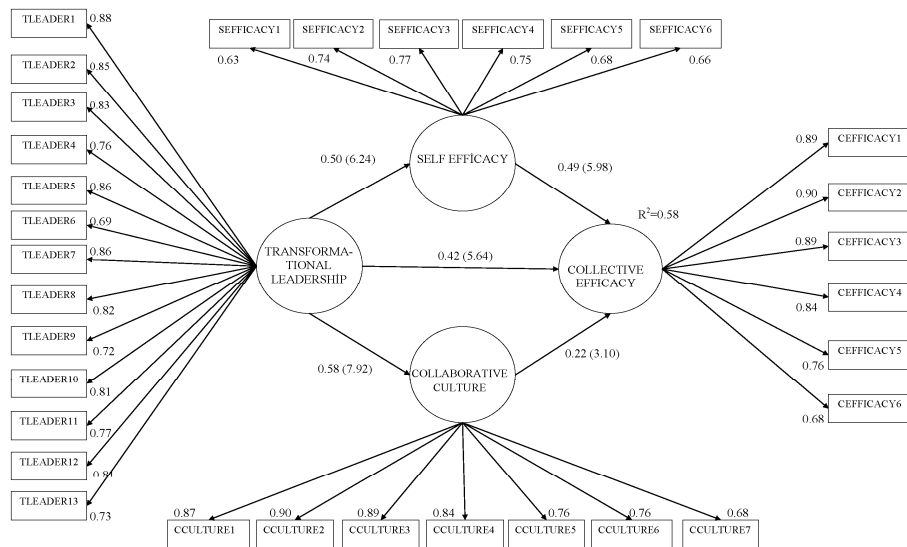 TLEADER1
0.88
TLEADER2
0.85
TLEADER3
0.83
TLEADER4
0.76
TLEADER5
0.86
TLEADER6
0.69
TLEADER7
0.86
TLEADER8
0.82
TLEADER9
0.72
TLEADER10
0.81
TLEADER11
0.77
TLEADER12
TLEADER13
0.73
SEFFICACY1
SEFFICACY2
SEFFICACY3
SEFFICACY4
SEFFICACY5
SEFFICACY6
0.63
0.74
0.77
0.75
0.68
0.66
SELF EFFİCACY
0.50 (6.24)
0.49 (5.98)
R²=0.58
TRANSFORMA-
TIONAL
LEADERSHİP
0.42 (5.64)
COLLECTIVE
EFFICACY
0.58 (7.92)
0.22 (3.10)
COLLABORATIVE
CULTURE
0.89
CEFFICACY1
0.90
CEFFICACY2
0.89
CEFFICACY3
0.84
CEFFICACY4
0.76
CEFFICACY5
0.68
CEFFICACY6
0.87
0.90
0.89
0.84
0.76
0.76
0.68
CCULTURE1
CCULTURE2
CCULTURE3
CCULTURE4
CCULTURE5
CCULTURE6
CCULTURE7